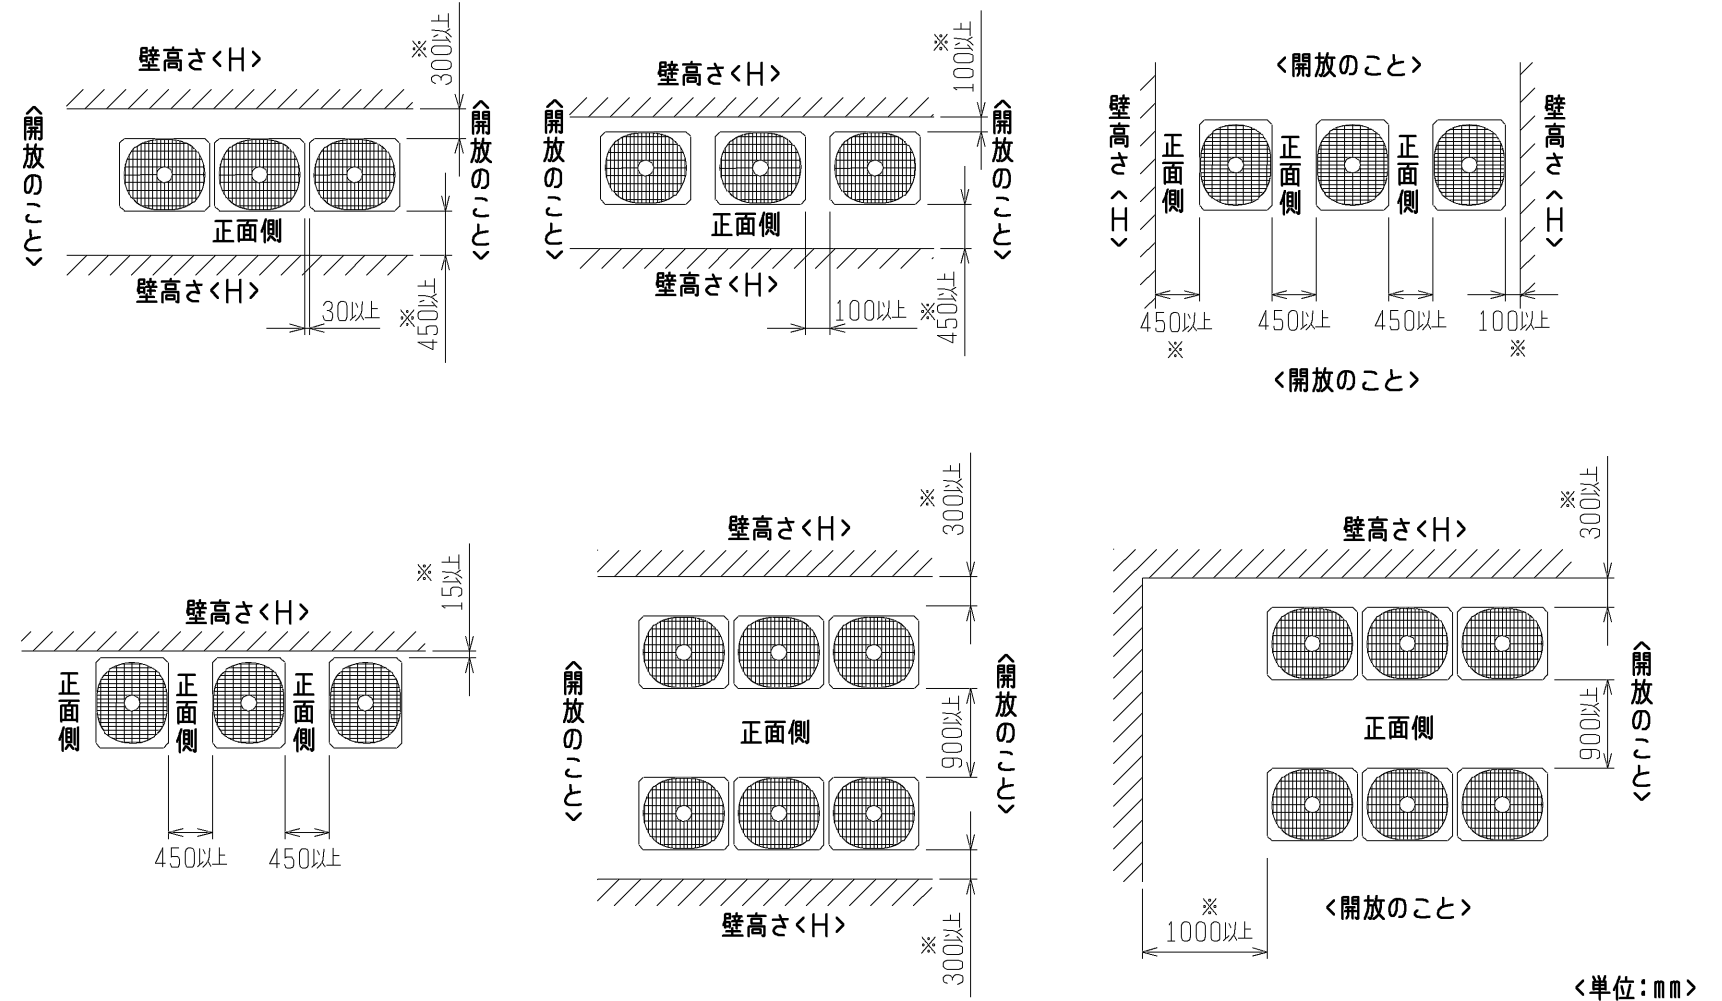 壁高さ<H>
※
300以上
<開放のこと>
<開放のこと>
正面側
壁高さ<H>
30以上
※
450以上
壁高さ<H>
※
100以上
<開放のこと>
<開放のこと>
正面側
壁高さ<H>
100以上
※
450以上
<開放のこと>
壁高さ<H>
正面側
正面側
正面側
壁高さ<H>
450以上
450以上
450以上
100以上
※
※
<開放のこと>
※
15以上
壁高さ<H>
正面側
正面側
正面側
450以上
450以上
※
300以上
壁高さ<H>
<開放のこと>
<開放のこと>
正面側
900以上
壁高さ<H>
※
300以上
※
300以上
壁高さ<H>
正面側
900以上
<開放のこと>
※
1000以上
<開放のこと>
<単位:mm>